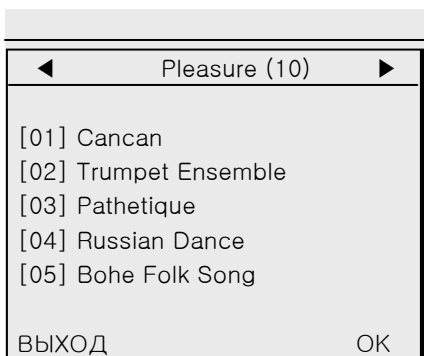 ◀ Pleasure (10) ▶
[01] Cancan
[02] Trumpet Ensemble
[03] Pathetique
[04] Russian Dance
[05] Bohe Folk Song
ВЫХОД OK